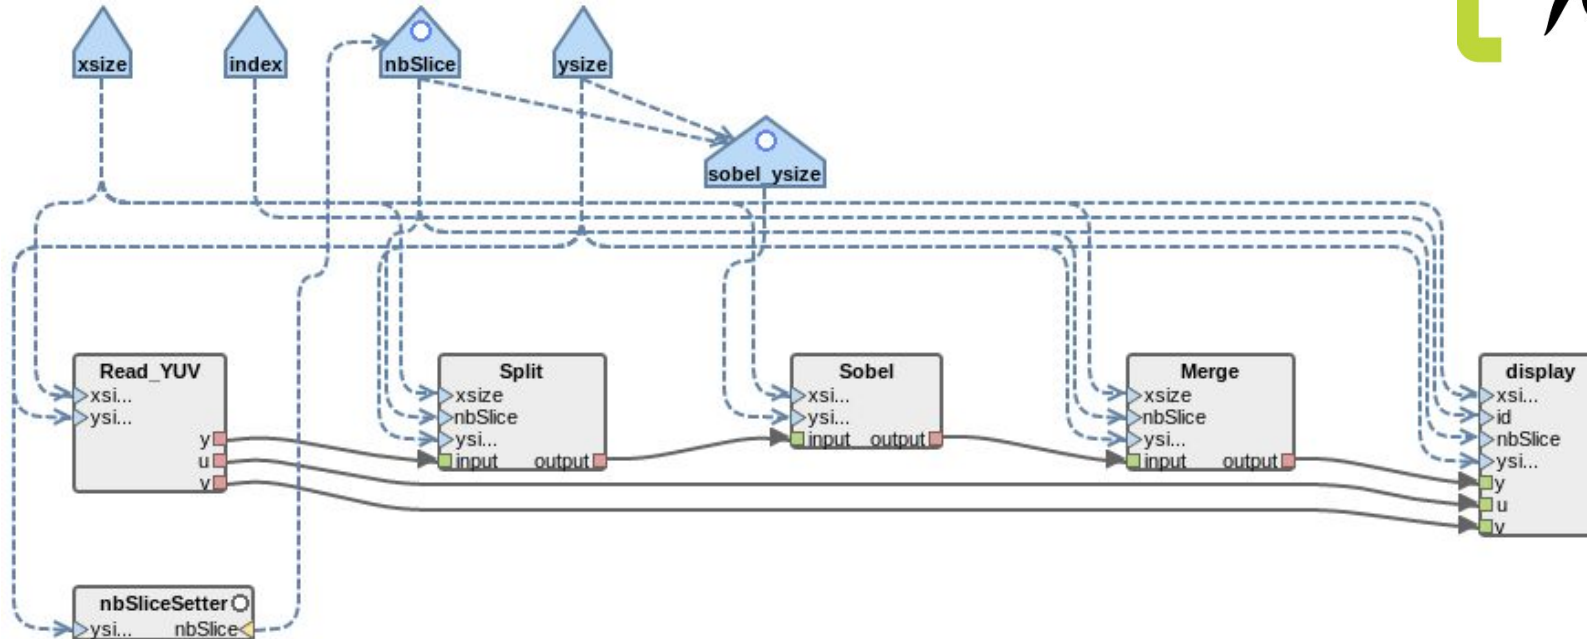 xsize
index
nbSlice
ysize
sobel_ysize
Read_YUV
xsi...
ysi...
y
u
v
Split
xsize
nbSlice
ysi...
input output
Sobel
xsi...
ysi...
input output
Merge
xsize
nbSlice
ysi...
input output
display
xsi...
id
nbSlice
ysi...
y
u
v
nbSliceSetter
ysi... nbSlice